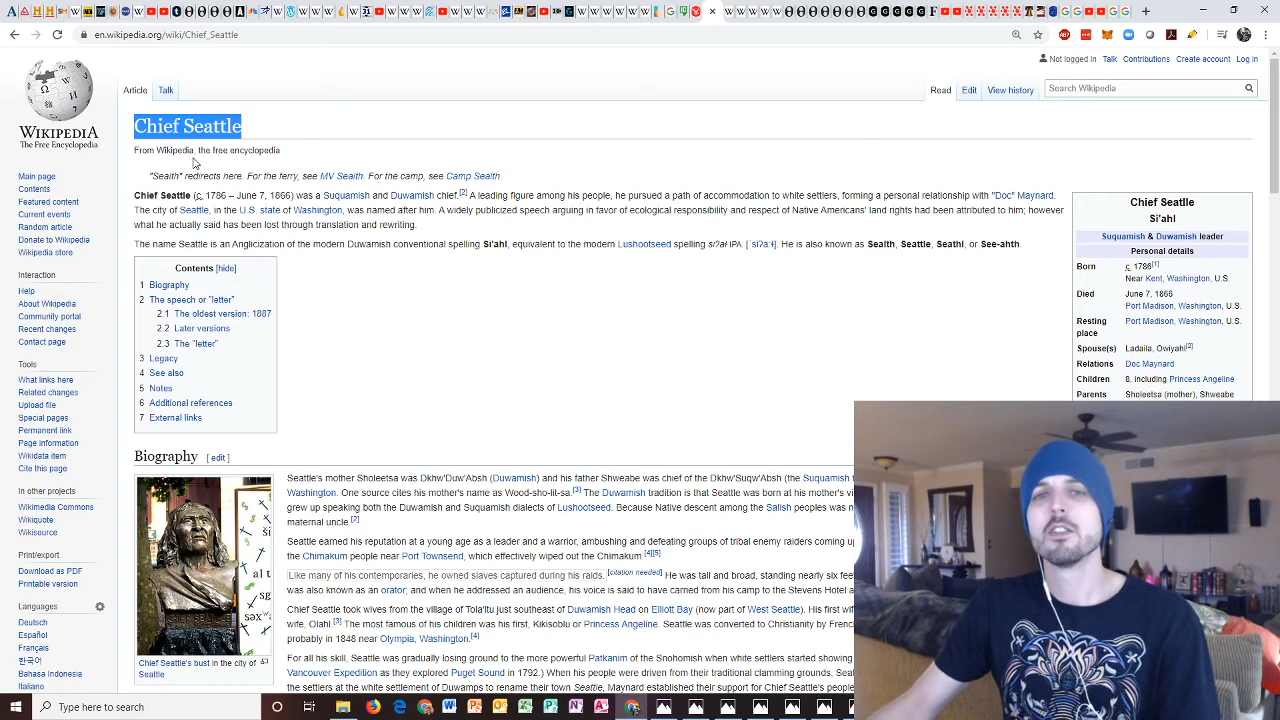 en.wikipedia.org/wiki/Chief_Seattle
Not logged in Talk Contributions Create account Log in
Article Talk Read Edit View history Search Wikipedia
WIKIPEDIA
The Free Encyclopedia
Main page
Contents
Featured content
Current events
Random article
Donate to Wikipedia
Wikipedia store
Interaction
Help
About Wikipedia
Community portal
Recent changes
Contact page
Tools
What links here
Related changes
Upload file
Special pages
Permanent link
Page information
Wikidata item
Cite this page
In other projects
Wikimedia Commons
Wikiquote
Wikisource
Print/export
Download as PDF
Printable version
Languages
Deutsch
Español
Français
한국어
Bahasa Indonesia
Italiano
Chief Seattle
From Wikipedia, the free encyclopedia
"Sealth" redirects here. For the ferry, see MV Sealth. For the camp, see Camp Sealth.
Chief Seattle (c. 1786 – June 7, 1866) was a Suquamish and Duwamish chief.[2] A leading figure among his people, he pursued a path of accommodation to white settlers, forming a personal relationship with "Doc" Maynard.
The city of Seattle, in the U.S. state of Washington, was named after him. A widely publicized speech arguing in favor of ecological responsibility and respect of Native Americans' land rights had been attributed to him; however
what he actually said has been lost through translation and rewriting.
The name Seattle is an Anglicization of the modern Duwamish conventional spelling Si'ahl, equivalent to the modern Lushootseed spelling siʔaɫ IPA: [ˈsiʔaːɬ]. He is also known as Sealth, Seattle, Seathl, or See-ahth.
Contents [hide]
1 Biography
2 The speech or "letter"
2.1 The oldest version: 1887
2.2 Later versions
2.3 The "letter"
3 Legacy
4 See also
5 Notes
6 Additional references
7 External links
Chief Seattle
Si'ahl
Suquamish & Duwamish leader
Personal details
Born c. 1786[1]
Near Kent, Washington, U.S.
Died June 7, 1866
Port Madison, Washington, U.S.
Resting place Port Madison, Washington, U.S.
Spouse(s) Ladaila, Owiyahl[2]
Relations Doc Maynard
Children 8, including Princess Angeline
Parents Sholeetsa (mother), Shweabe
Biography [ edit ]
Seattle's mother Sholeetsa was Dkhw'Duw'Absh (Duwamish) and his father Shweabe was chief of the Dkhw'Suqw'Absh (the Suquamish
Washington. One source cites his mother's name as Wood-sho-lit-sa.[3] The Duwamish tradition is that Seattle was born at his mother's vi
grew up speaking both the Duwamish and Suquamish dialects of Lushootseed. Because Native descent among the Salish peoples was n
maternal uncle.[2]
Seattle earned his reputation at a young age as a leader and a warrior, ambushing and defeating groups of tribal enemy raiders coming up
the Chimakum people near Port Townsend, which effectively wiped out the Chimakum.[4][5]
Like many of his contemporaries, he owned slaves captured during his raids.[citation needed] He was tall and broad, standing nearly six fee
was also known as an orator; and when he addressed an audience, his voice is said to have carried from his camp to the Stevens Hotel a
Chief Seattle took wives from the village of Tola'ltu just southeast of Duwamish Head on Elliott Bay (now part of West Seattle). His first wif
wife, Olahl.[3] The most famous of his children was his first, Kikisoblu or Princess Angeline. Seattle was converted to Christianity by Frenc
probably in 1848 near Olympia, Washington.[4]
For all his skill, Seattle was gradually losing ground to the more powerful Patkanim of the Snohomish when white settlers started showing
Vancouver Expedition as they explored Puget Sound in 1792.) When his people were driven from their traditional clamming grounds, Sea
the settlers at the white settlement of Duwamps to rename their town Seattle, Maynard established their support for Chief Seattle's people
Chief Seattle's bust in the city of
Seattle
Type here to search